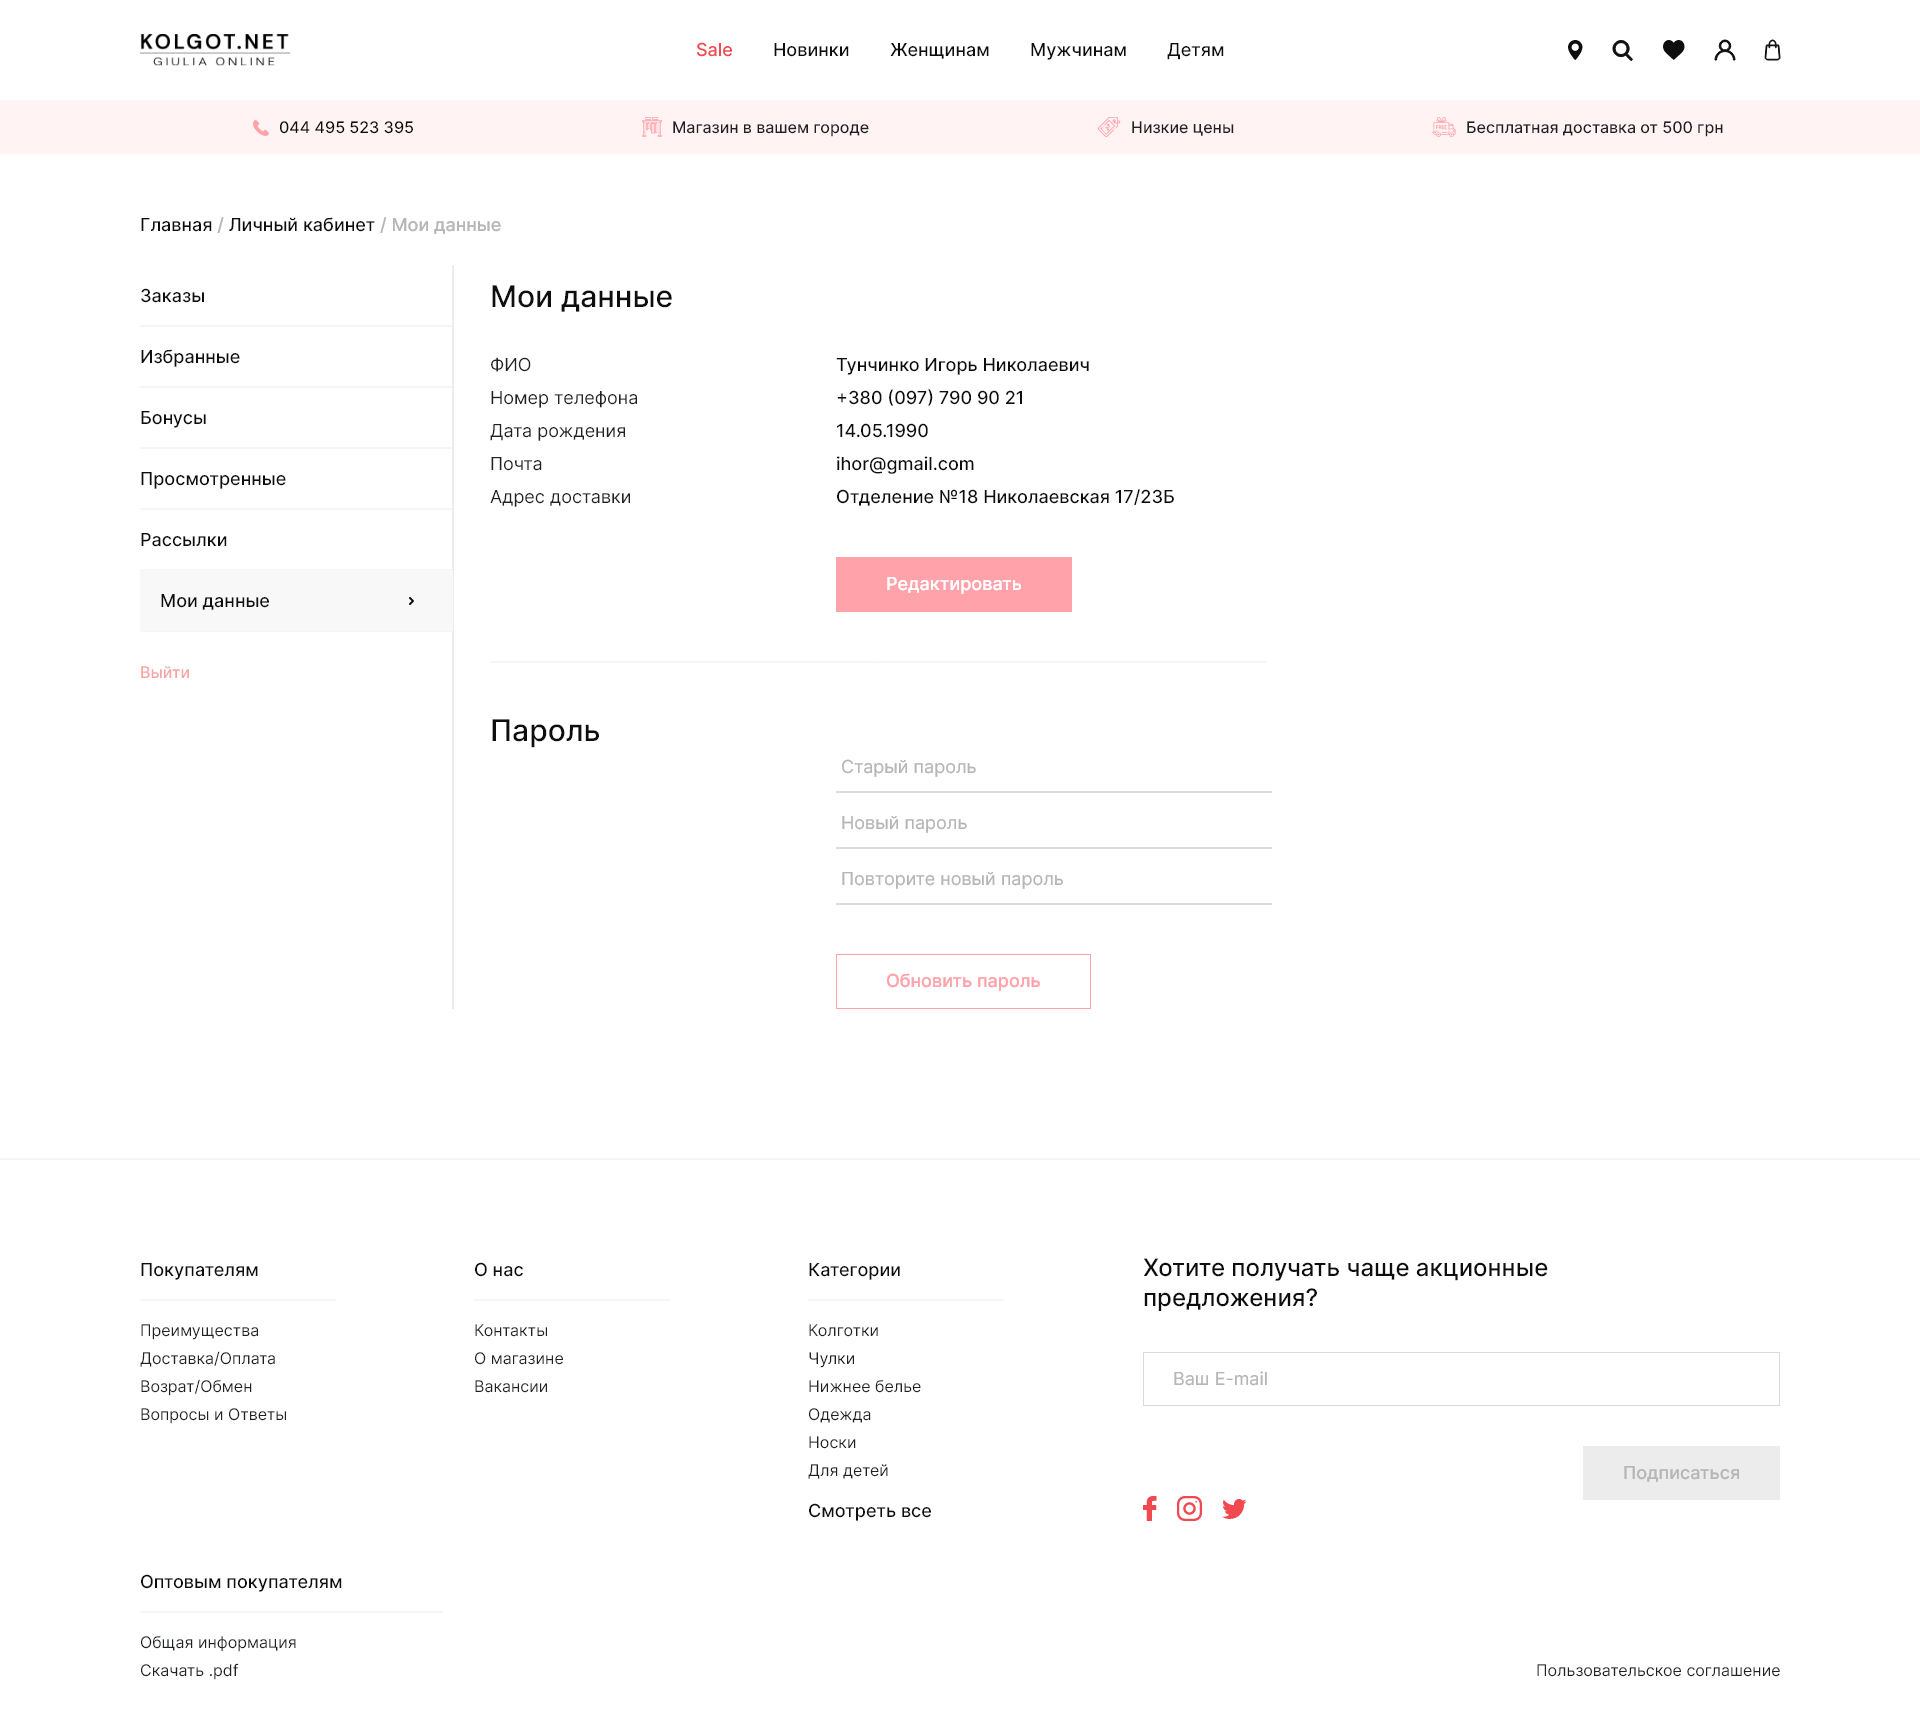 KOLGOT.NET
GIULIA ONLINE
Sale
Новинки
Женщинам
Мужчинам
Детям
044 495 523 395
Магазин в вашем городе
Низкие цены
Бесплатная доставка от 500 грн
Главная / Личный кабинет / Мои данные
Заказы
Избранные
Бонусы
Просмотренные
Рассылки
Мои данные
Выйти
Мои данные
ФИО
Тунчинко Игорь Николаевич
Номер телефона
+380 (097) 790 90 21
Дата рождения
14.05.1990
Почта
ihor@gmail.com
Адрес доставки
Отделение №18 Николаевская 17/23Б
Редактировать
Пароль
Старый пароль
Новый пароль
Повторите новый пароль
Обновить пароль
Покупателям
Преимущества
Доставка/Оплата
Возрат/Обмен
Вопросы и Ответы
О нас
Контакты
О магазине
Вакансии
Категории
Колготки
Чулки
Нижнее белье
Одежда
Носки
Для детей
Смотреть все
Хотите получать чаще акционные
предложения?
Ваш E-mail
Подписаться
Оптовым покупателям
Общая информация
Скачать .pdf
Пользовательское соглашение